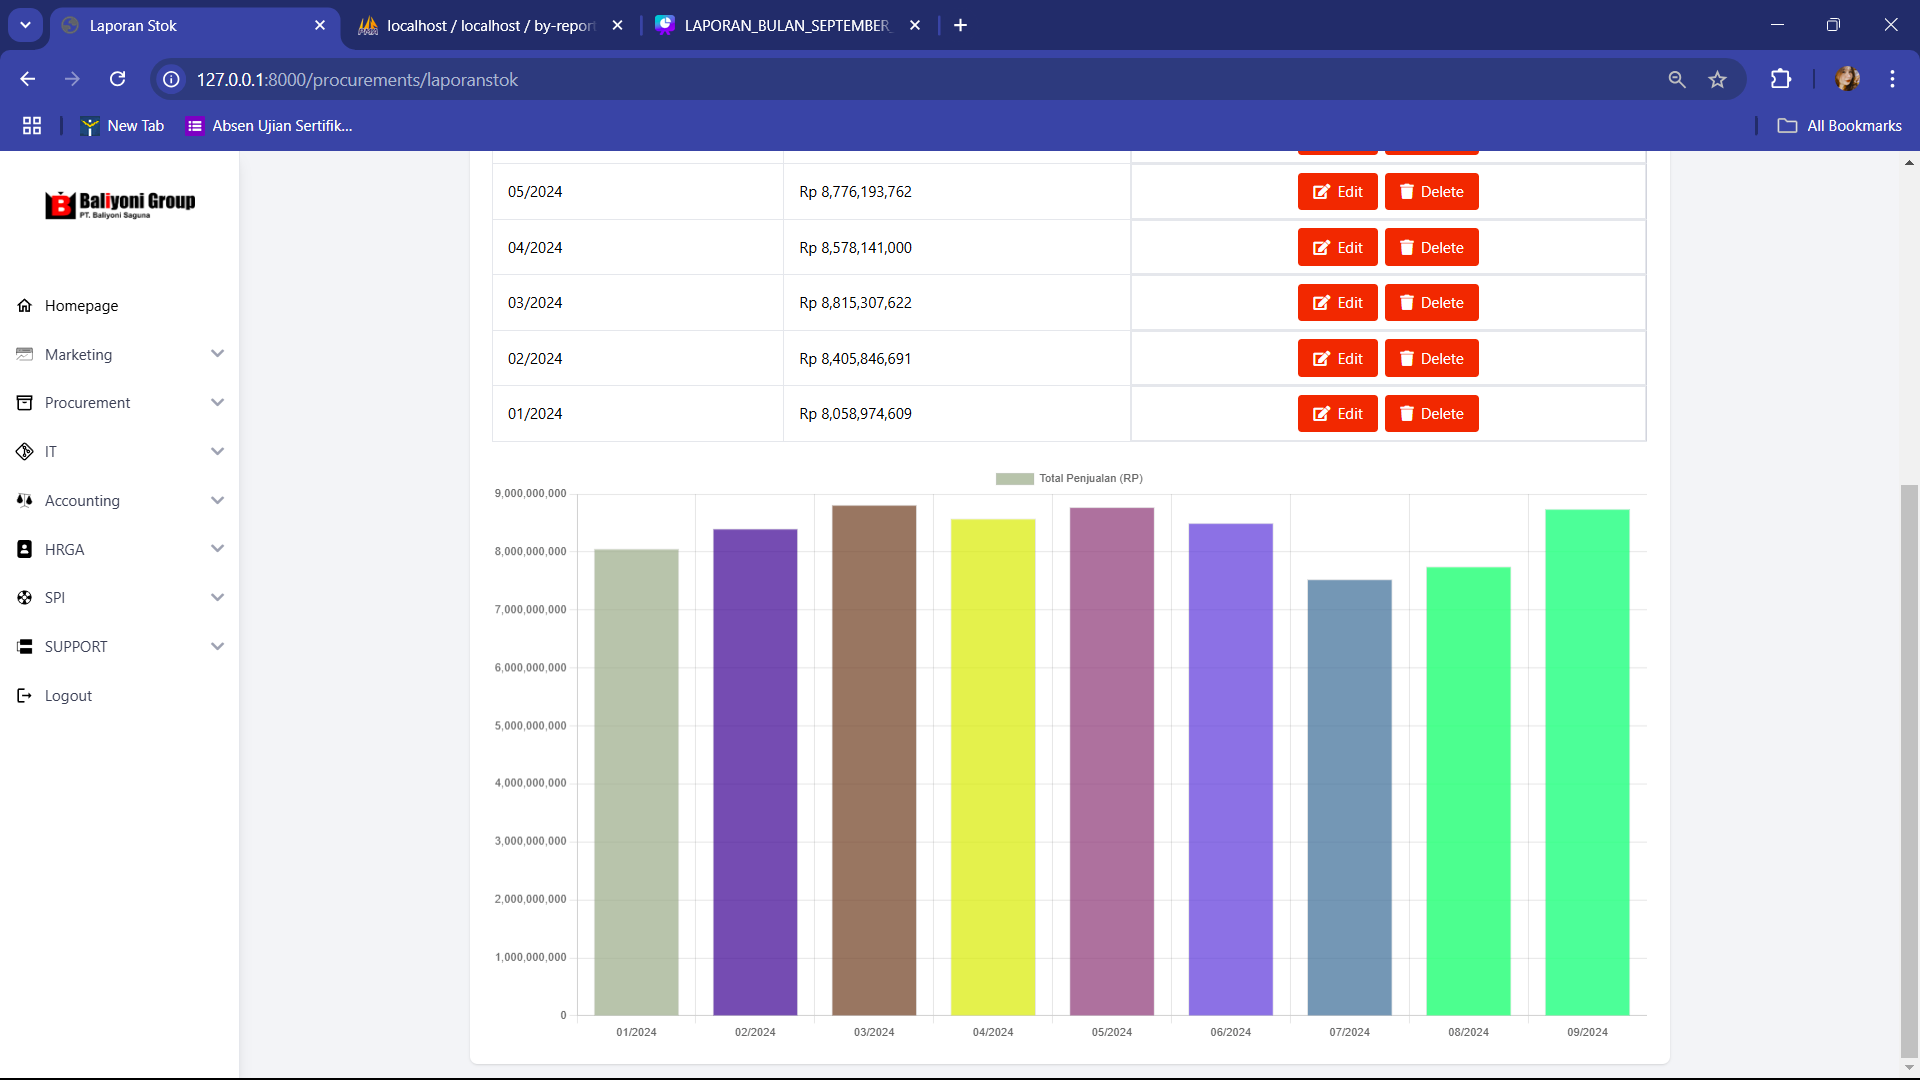 Laporan Stok
localhost / localhost / by-report
LAPORAN_BULAN_SEPTEMBER_
127.0.0.1:8000/procurements/laporanstok
New Tab
Absen Ujian Sertifik...
All Bookmarks
B Baliyoni Group
PT. Baliyoni Saguna
Homepage
Marketing
Procurement
IT
Accounting
HRGA
SPI
SUPPORT
Logout
05/2024 Rp 8,776,193,762 Edit Delete
04/2024 Rp 8,578,141,000 Edit Delete
03/2024 Rp 8,815,307,622 Edit Delete
02/2024 Rp 8,405,846,691 Edit Delete
01/2024 Rp 8,058,974,609 Edit Delete
Total Penjualan (RP)
9,000,000,000
8,000,000,000
7,000,000,000
6,000,000,000
5,000,000,000
4,000,000,000
3,000,000,000
2,000,000,000
1,000,000,000
0
01/2024 02/2024 03/2024 04/2024 05/2024 06/2024 07/2024 08/2024 09/2024